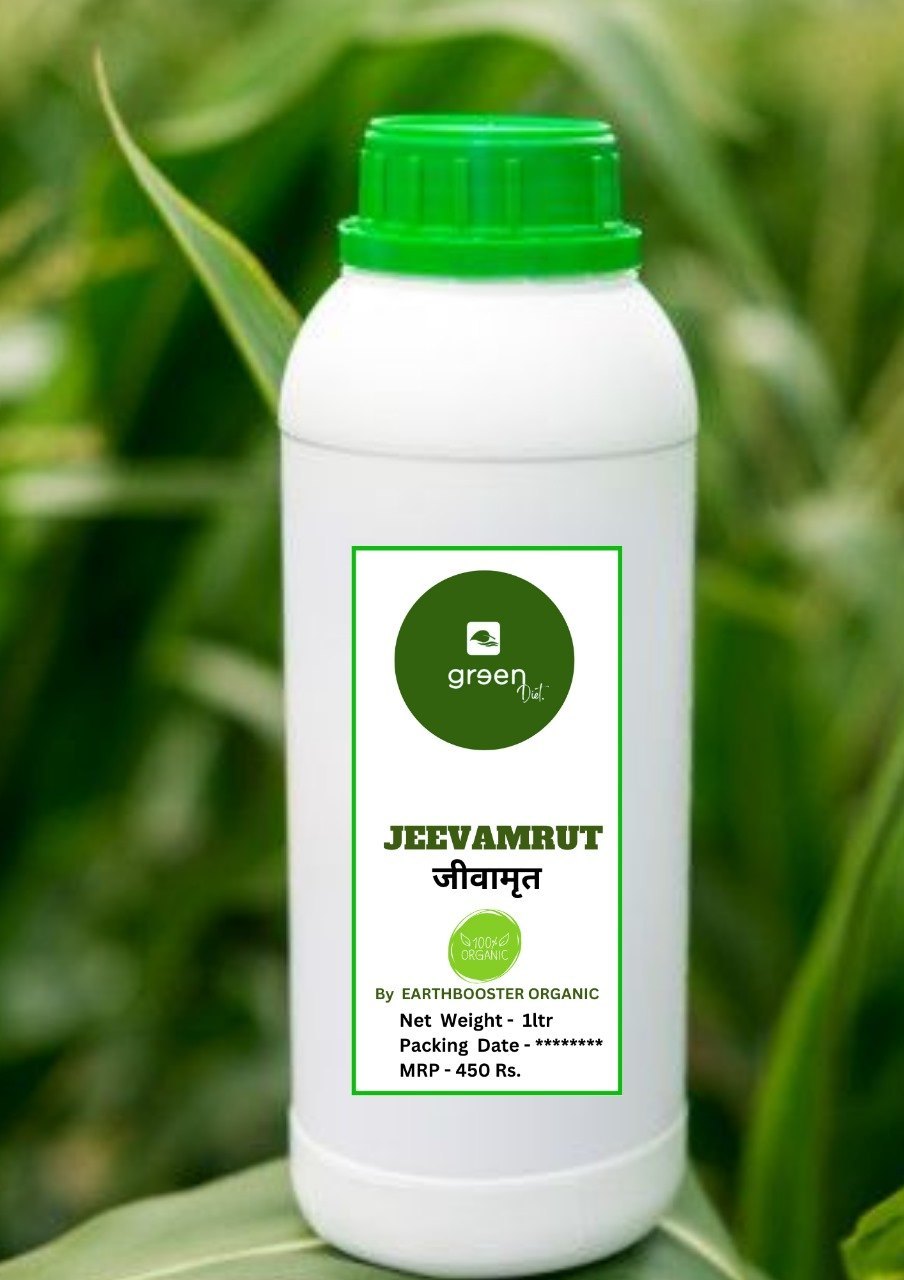 green
Diet.
JEEVAMRUT
जीवामृत
100%
ORGANIC
By EARTHBOOSTER ORGANIC
Net Weight - 1ltr
Packing Date - ********
MRP - 450 Rs.